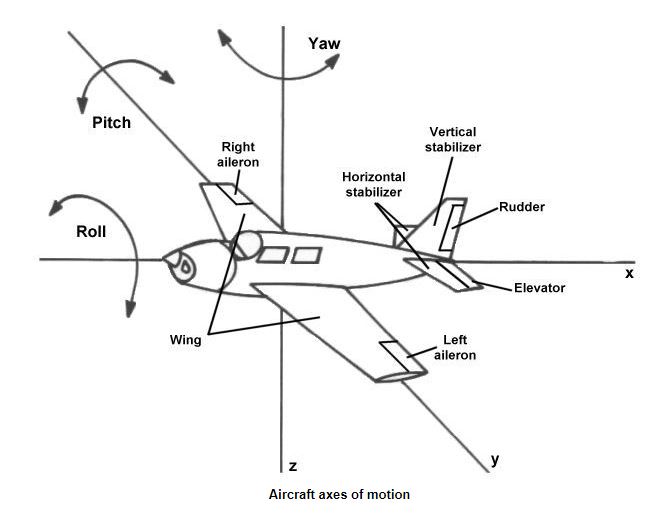 Yaw
Pitch
Vertical
stabilizer
Right
aileron
Horizontal
stabilizer
Rudder
Roll
x
Elevator
Wing
Left
aileron
y
z
Aircraft axes of motion